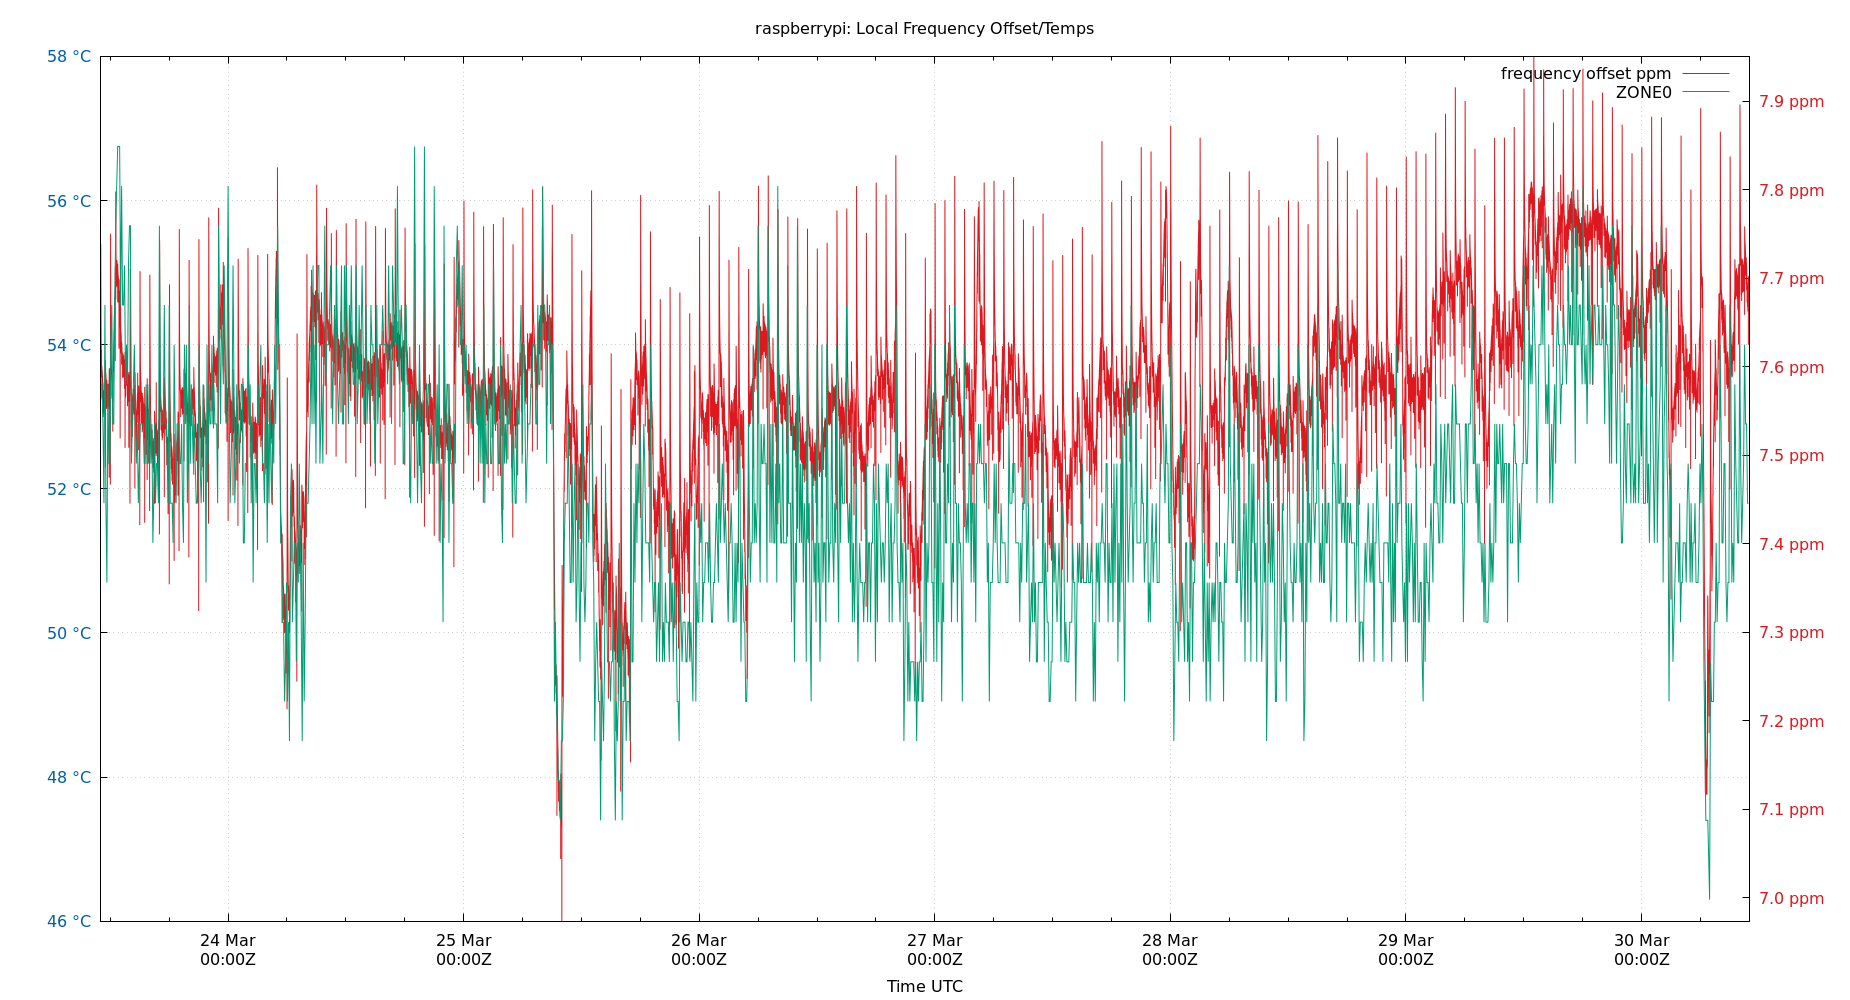 raspberrypi: Local Frequency Offset/Temps
58 °C
56 °C
54 °C
52 °C
50 °C
48 °C
46 °C
frequency offset ppm
ZONE0
7.9 ppm
7.8 ppm
7.7 ppm
7.6 ppm
7.5 ppm
7.4 ppm
7.3 ppm
7.2 ppm
7.1 ppm
7.0 ppm
24 Mar
00:00Z
25 Mar
00:00Z
26 Mar
00:00Z
27 Mar
00:00Z
28 Mar
00:00Z
29 Mar
00:00Z
30 Mar
00:00Z
Time UTC